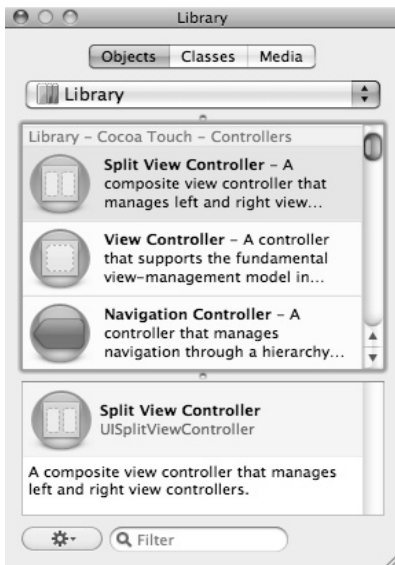 Library
Objects Classes Media
Library
Library – Cocoa Touch – Controllers
Split View Controller – A
composite view controller that
manages left and right view...
View Controller – A controller
that supports the fundamental
view-management model in...
Navigation Controller – A
controller that manages
navigation through a hierarchy...
Split View Controller
UISplitViewController
A composite view controller that manages
left and right view controllers.
Filter